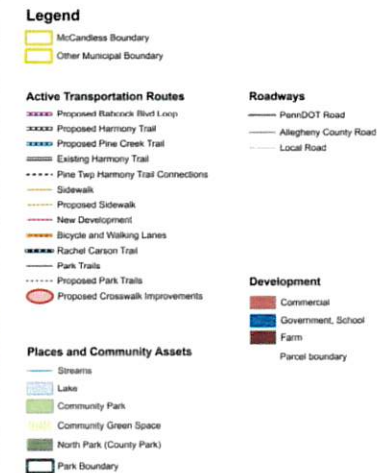 Legend
McCandless Boundary
Other Municipal Boundary
Active Transportation Routes
Proposed Babcock Blvd Loop
Proposed Harmony Trail
Proposed Pine Creek Trail
Existing Harmony Trail
Pine Twp Harmony Trail Connections
Sidewalk
Proposed Sidewalk
New Development
Bicycle and Walking Lanes
Rachel Carson Trail
Park Trails
Proposed Park Trails
Proposed Crosswalk Improvements
Places and Community Assets
Streams
Lake
Community Park
Community Green Space
North Park (County Park)
Park Boundary
Roadways
PennDOT Road
Allegheny County Road
Local Road
Development
Commercial
Government, School
Farm
Parcel boundary